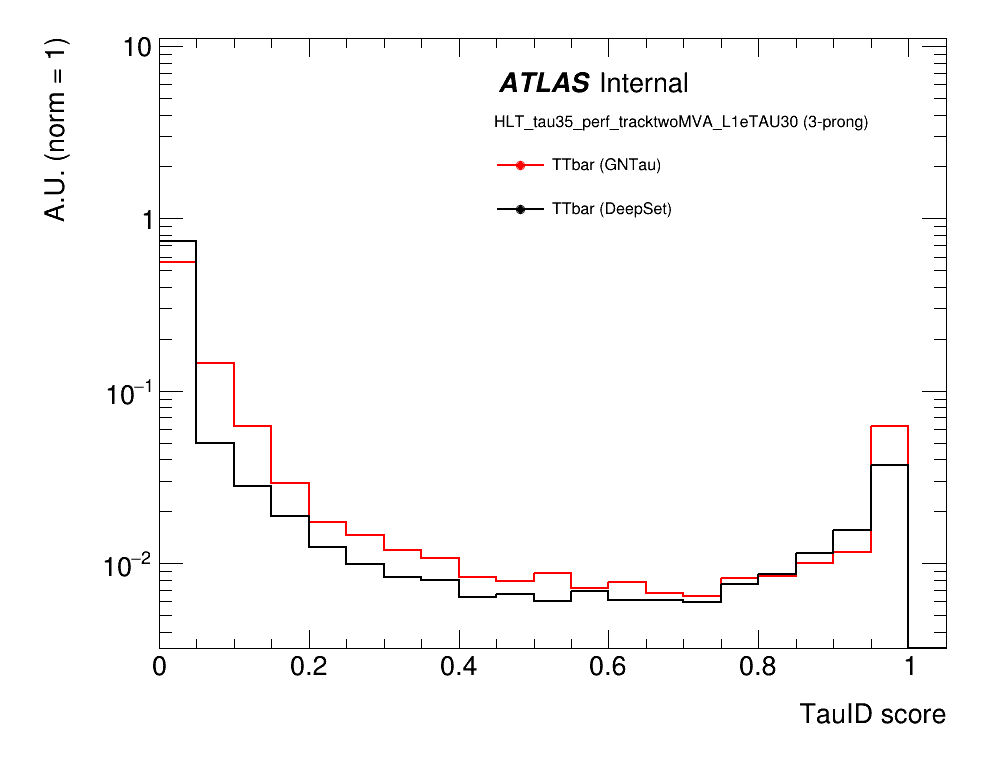 A.U. (norm = 1)
10
1
10⁻¹
10⁻²
ATLAS Internal
HLT_tau35_perf_tracktwoMVA_L1eTAU30 (3-prong)
TTbar (GNTau)
TTbar (DeepSet)
0 0.2 0.4 0.6 0.8 1
TauID score